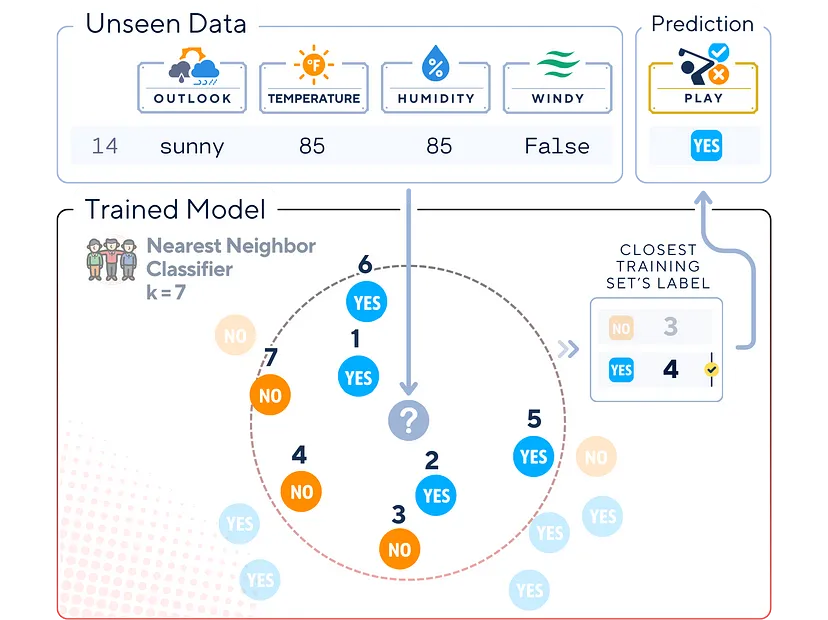 Unseen Data
Prediction
°F
%
OUTLOOK
TEMPERATURE
HUMIDITY
WINDY
PLAY
14
sunny
85
85
False
YES
Trained Model
Nearest Neighbor
Classifier
k = 7
CLOSEST
TRAINING
SET'S LABEL
NO 3
YES 4
6
YES
NO
1
YES
7
NO
?
5
YES
NO
4
NO
2
YES
3
NO
YES
YES
YES
YES
YES